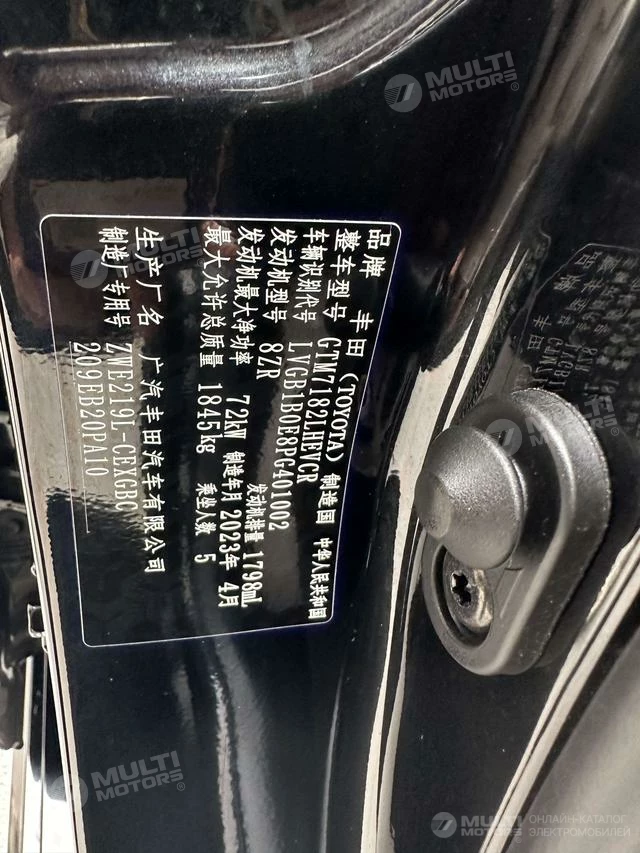 品牌 丰田（TOYOTA） 制造国 中华人民共和国
整车型号 GTM7182LHEVCR
车辆识别代号 LVGB1B0E8PGA01002
发动机型号 8ZR 发动机排量 1798mL
发动机最大净功率 72kW 制造年月 2023年 4月
最大允许总质量 1845kg 乘坐人数 5
生产厂名 广汽丰田汽车有限公司
制造厂专用号 ZWE219L-CEXGBC
209EB20PA10
MULTI MOTORS®
MULTI MOTORS®
MULTI MOTORS®
MULTI MOTORS®
MULTI MOTORS® ОНЛАЙН-КАТАЛОГ ЭЛЕКТРОМОБИЛЕЙ